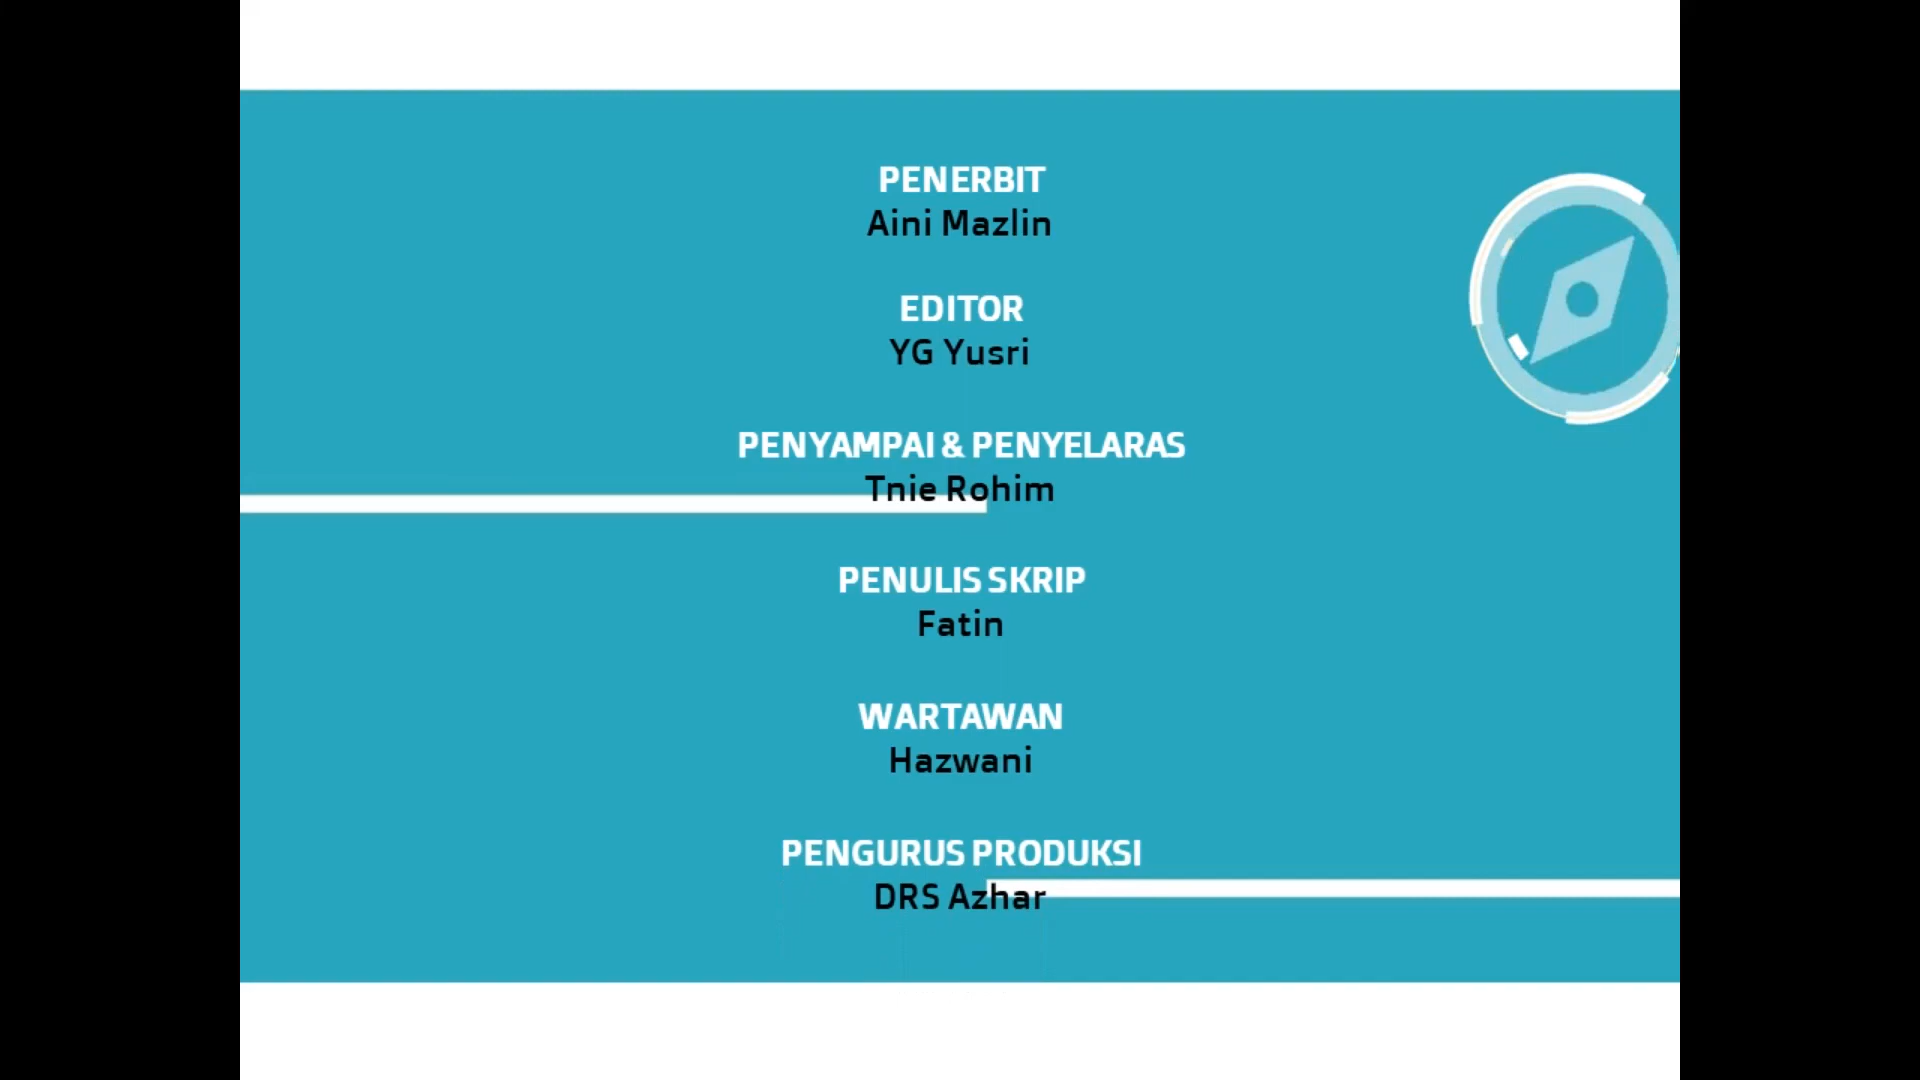 PENERBIT
Aini Mazlin
EDITOR
YG Yusri
PENYAMPAI & PENYELARAS
Tnie Rohim
PENULIS SKRIP
Fatin
WARTAWAN
Hazwani
PENGURUS PRODUKSI
DRS Azhar